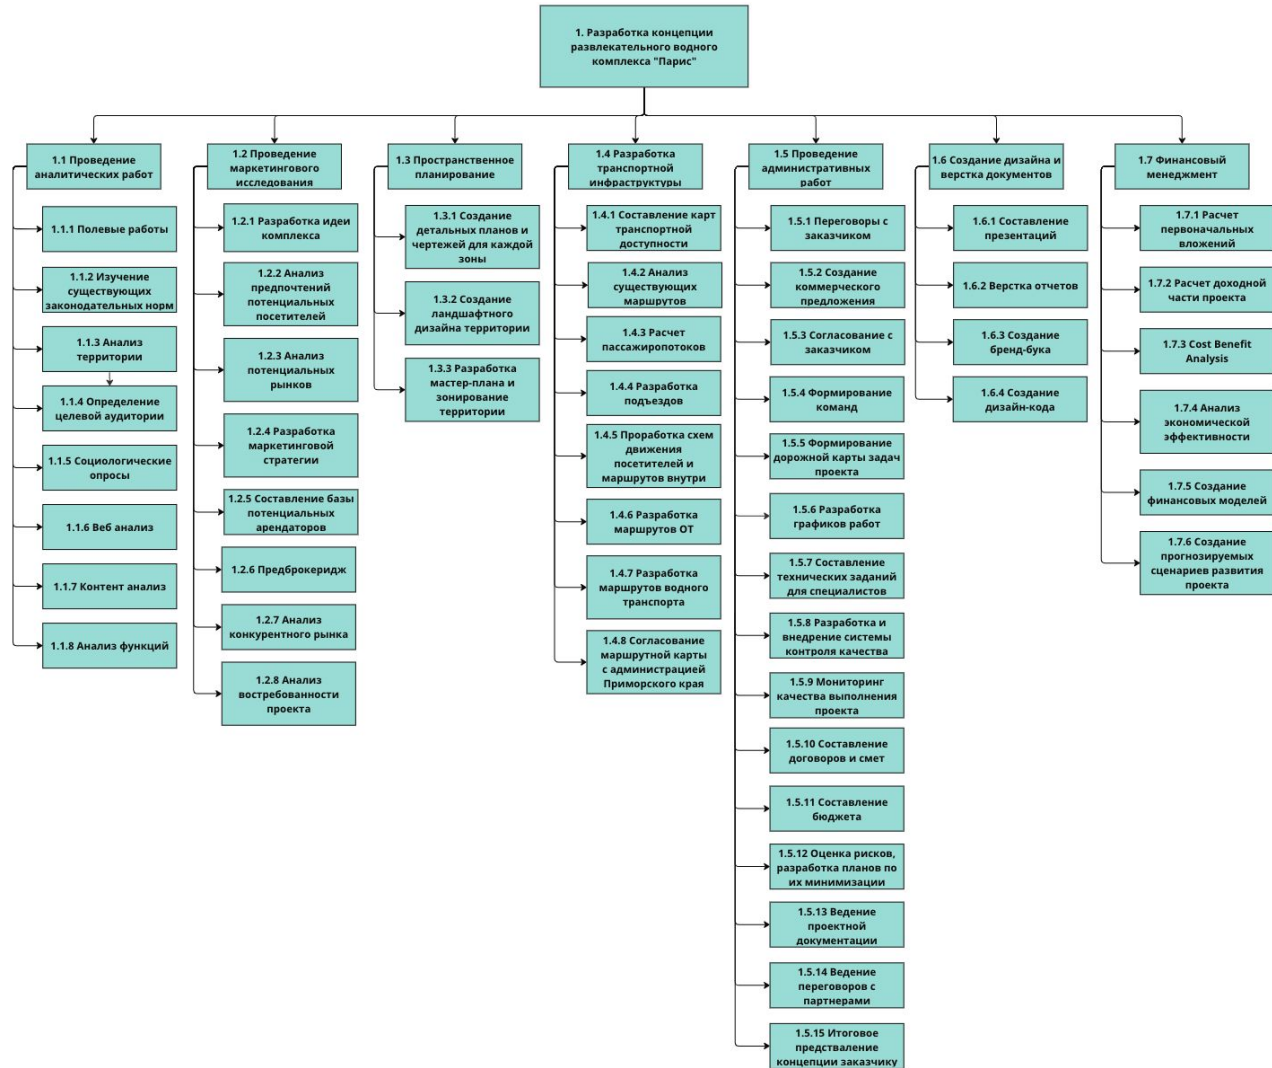 1. Разработка концепции
развлекательного водного
комплекса "Парис"
1.1 Проведение
аналитических работ
1.1.1 Полевые работы
1.1.2 Изучение
существующих
законодательных норм
1.1.3 Анализ
территории
1.1.4 Определение
целевой аудитории
1.1.5 Социологические
опросы
1.1.6 Веб анализ
1.1.7 Контент анализ
1.1.8 Анализ функций
1.2 Проведение
маркетингового
исследования
1.2.1 Разработка идеи
комплекса
1.2.2 Анализ
предпочтений
потенциальных
посетителей
1.2.3 Анализ
потенциальных
рынков
1.2.4 Разработка
маркетинговой
стратегии
1.2.5 Составление базы
потенциальных
арендаторов
1.2.6 Предброкеридж
1.2.7 Анализ
конкурентного рынка
1.2.8 Анализ
востребованности
проекта
1.3 Пространственное
планирование
1.3.1 Создание
детальных планов и
чертежей для каждой
зоны
1.3.2 Создание
ландшафтного
дизайна территории
1.3.3 Разработка
мастер-плана и
зонирование
территории
1.4 Разработка
транспортной
инфраструктуры
1.4.1 Составление карт
транспортной
доступности
1.4.2 Анализ
существующих
маршрутов
1.4.3 Расчет
пассажиропотоков
1.4.4 Разработка
подъездов
1.4.5 Проработка схем
движения
посетителей и
маршрутов внутри
1.4.6 Разработка
маршрутов ОТ
1.4.7 Разработка
маршрутов водного
транспорта
1.4.8 Согласование
маршрутной карты
с администрацией
Приморского края
1.5 Проведение
административных
работ
1.5.1 Переговоры с
заказчиком
1.5.2 Создание
коммерческого
предложения
1.5.3 Согласование с
заказчиком
1.5.4 Формирование
команд
1.5.5 Формирование
дорожной карты задач
проекта
1.5.6 Разработка
графиков работ
1.5.7 Составление
технических заданий
для специалистов
1.5.8 Разработка и
внедрение системы
контроля качества
1.5.9 Мониторинг
качества выполнения
проекта
1.5.10 Составление
договоров и смет
1.5.11 Составление
бюджета
1.5.12 Оценка рисков,
разработка планов по
их минимизации
1.5.13 Ведение
проектной
документации
1.5.14 Ведение
переговоров с
партнерами
1.5.15 Итоговое
предстваление
концепции заказчику
1.6 Создание дизайна и
верстка документов
1.6.1 Составление
презентаций
1.6.2 Верстка отчетов
1.6.3 Создание
бренд-бука
1.6.4 Создание
дизайн-кода
1.7 Финансовый
менеджмент
1.7.1 Расчет
первоначальных
вложений
1.7.2 Расчет доходной
части проекта
1.7.3 Cost Benefit
Analysis
1.7.4 Анализ
экономической
эффективности
1.7.5 Создание
финансовых моделей
1.7.6 Создание
прогнозируемых
сценариев развития
проекта